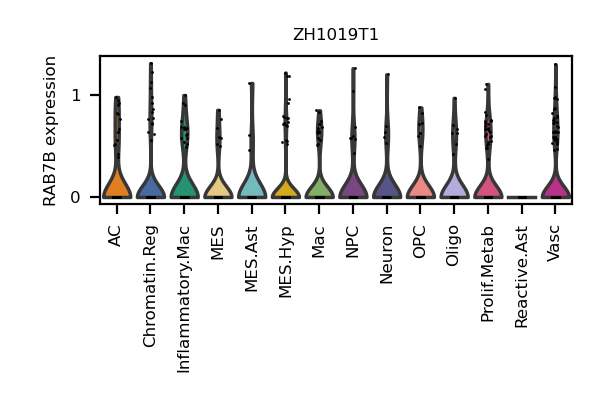 ZH1019T1
RAB7B expression
1
0
AC
Chromatin.Reg
Inflammatory.Mac
MES
MES.Ast
MES.Hyp
Mac
NPC
Neuron
OPC
Oligo
Prolif.Metab
Reactive.Ast
Vasc